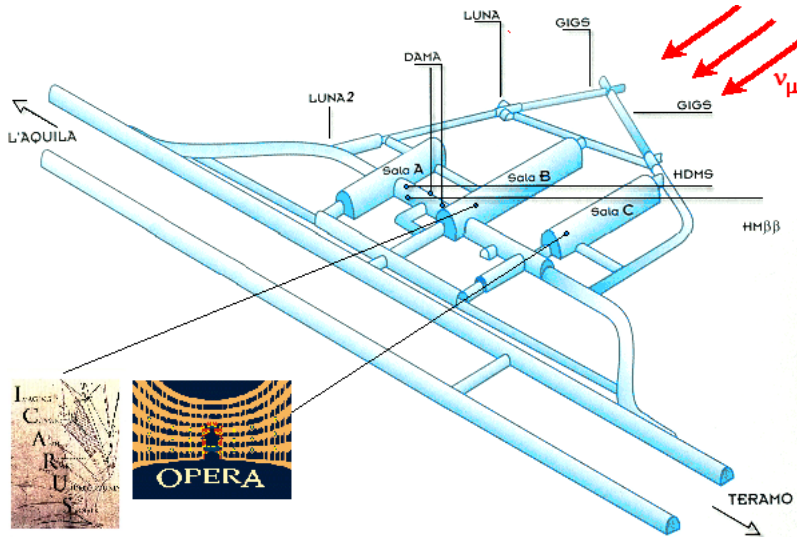 LUNA
GIGS
DAMA
νμ
LUNA2
GIGS
L'AQUILA
Sala A
Sala B
HDMS
Sala C
HMββ
I
C
A
R
U
S
OPERA
TERAMO